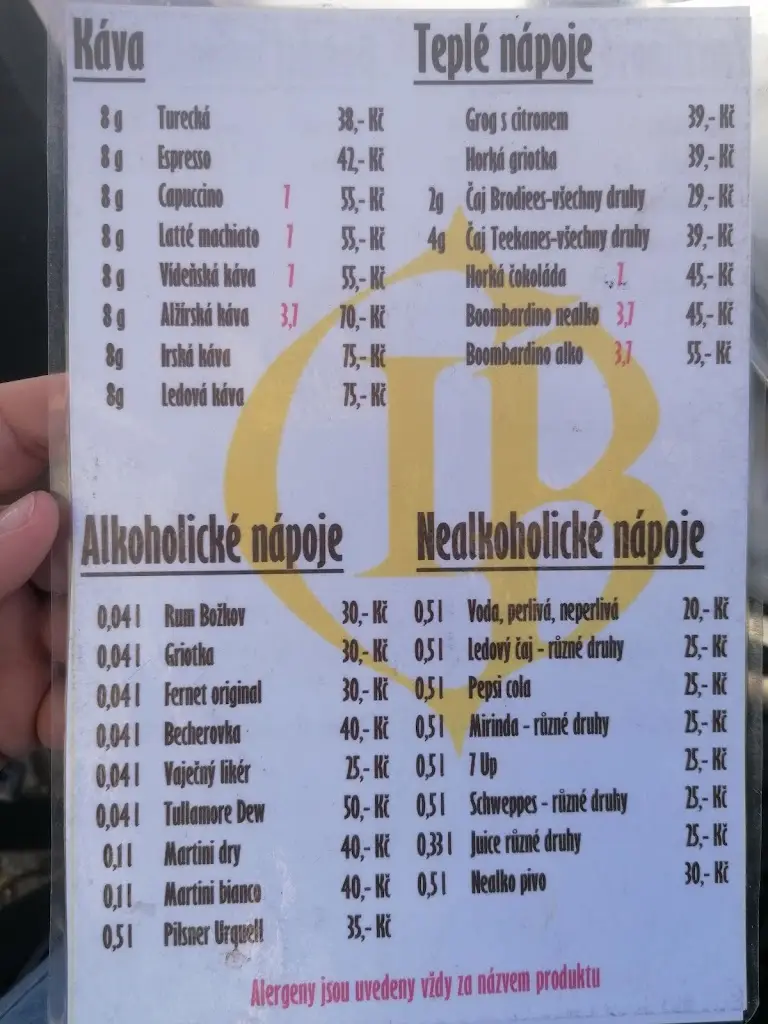 Káva
8 g Turecká 38,- Kč
8 g Espresso 42,- Kč
8 g Capuccino 7 55,- Kč
8 g Latté machiato 7 55,- Kč
8 g Vídeňská káva 7 55,- Kč
8 g Alžírská káva 3,7 70,- Kč
8g Irská káva 75,- Kč
8g Ledová káva 75,- Kč
Teplé nápoje
Grog s citronem 39,- Kč
Horká griotka 39,- Kč
2g Čaj Brodiees-všechny druhy 29,- Kč
4g Čaj Teekanes-všechny druhy 39,- Kč
Horká čokoláda 7 45,- Kč
Boombardino nealko 3,7 45,- Kč
Boombardino alko 3,7 55,- Kč
Alkoholické nápoje
0,04 l Rum Božkov 30,- Kč
0,04 l Griotka 30,- Kč
0,04 l Fernet original 30,- Kč
0,04 l Becherovka 40,- Kč
0,04 l Vaječný likér 25,- Kč
0,04 l Tullamore Dew 50,- Kč
0,1 l Martini dry 40,- Kč
0,1 l Martini bianco 40,- Kč
0,5 l Pilsner Urquell 35,- Kč
Nealkoholické nápoje
0,5 l Voda, perlivá, neperlivá 20,- Kč
0,5 l Ledový čaj - různé druhy 25,- Kč
0,5 l Pepsi cola 25,- Kč
0,5 l Mirinda - různé druhy 25,- Kč
0,5 l 7 Up 25,- Kč
0,5 l Schweppes - různé druhy 25,- Kč
0,33 l Juice různé druhy 25,- Kč
0,5 l Nealko pivo 30,- Kč
Alergeny jsou uvedeny vždy za názvem produktu